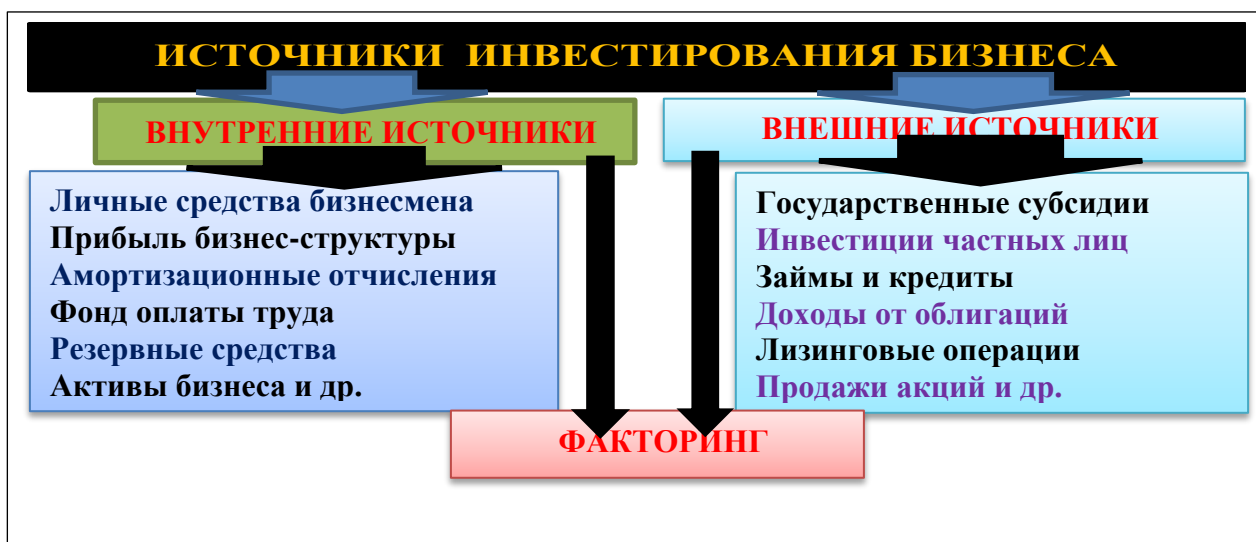 ИСТОЧНИКИ ИНВЕСТИРОВАНИЯ БИЗНЕСА
ВНУТРЕННИЕ ИСТОЧНИКИ
Личные средства бизнесмена
Прибыль бизнес-структуры
Амортизационные отчисления
Фонд оплаты труда
Резервные средства
Активы бизнеса и др.
ВНЕШНИЕ ИСТОЧНИКИ
Государственные субсидии
Инвестиции частных лиц
Займы и кредиты
Доходы от облигаций
Лизинговые операции
Продажи акций и др.
ФАКТОРИНГ